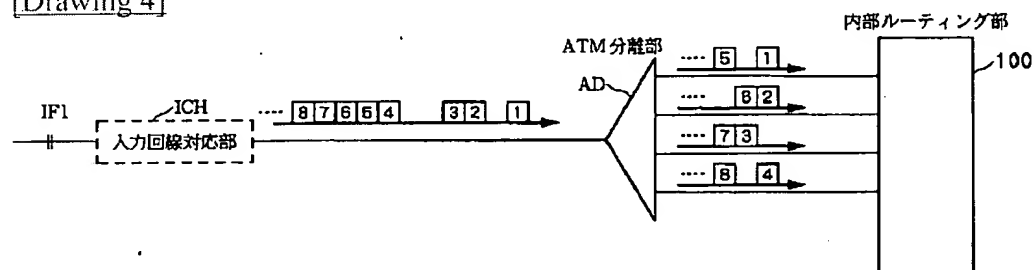 [Drawing 4]
内部ルーティング部
ATM分離部
100
AD
IF1
ICH
入力回線対応部
···· 8 7 6 5 4 3 2 1
···· 5 1
···· 6 2
···· 7 3
···· 8 4